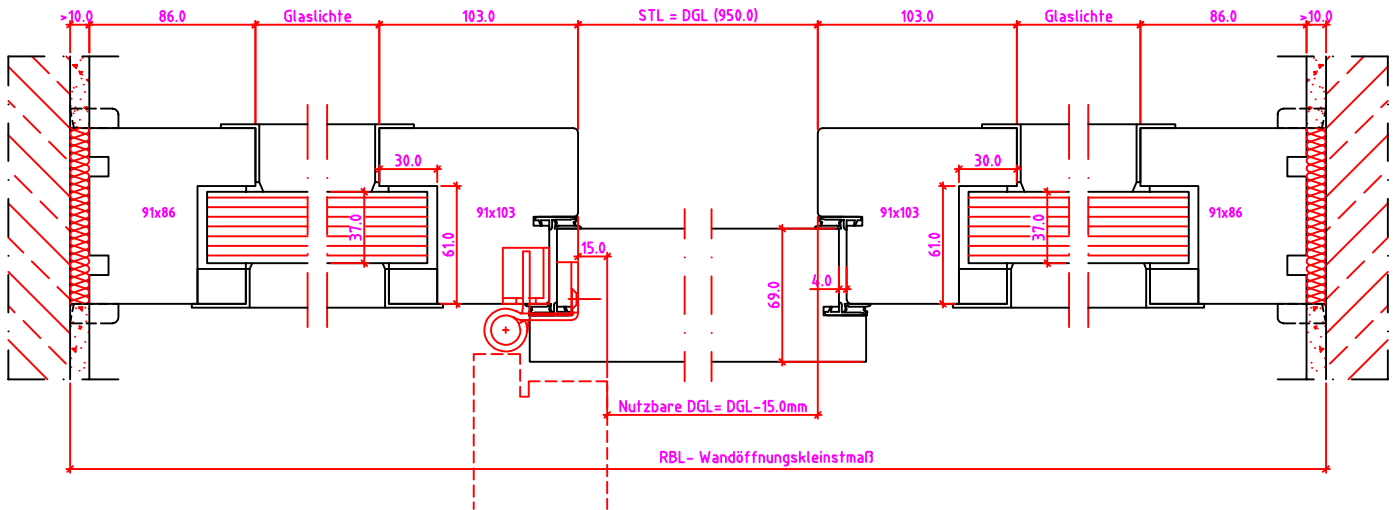 >10.0 86.0 Glaslichte 103.0 STL = DGL (950.0) 103.0 Glaslichte 86.0 >10.0
30.0 30.0
91x86 91x103 91x103 91x86
37.0 61.0 15.0 61.0 37.0
69.0 4.0
Nutzbare DGL= DGL-15.0mm
RBL- Wandöffnungskleinstmaß